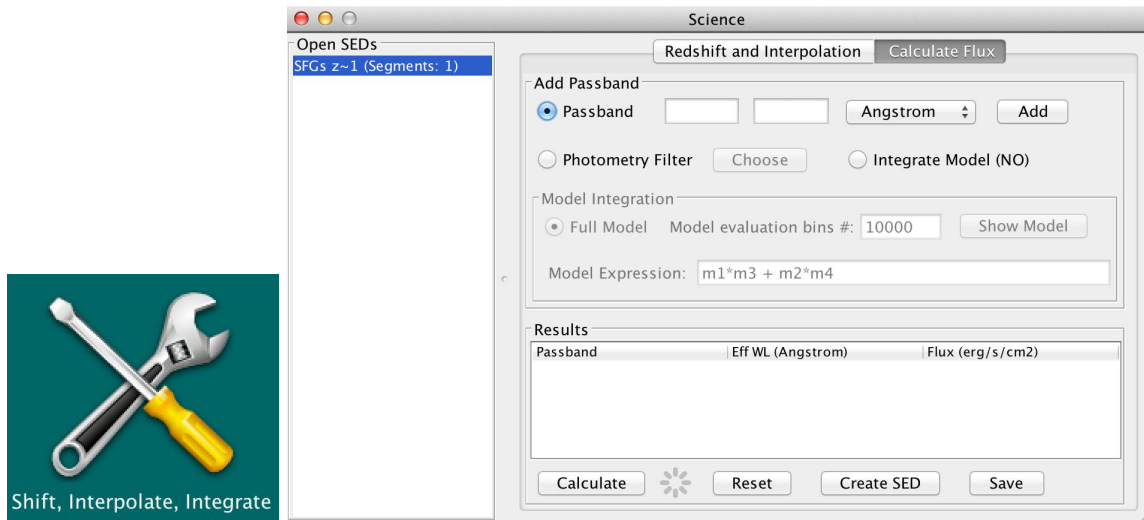 Shift, Interpolate, Integrate
Science
Open SEDs
SFGs z~1 (Segments: 1)
Redshift and Interpolation
Calculate Flux
Add Passband
Passband
Angstrom
Add
Photometry Filter
Choose
Integrate Model (NO)
Model Integration
Full Model
Model evaluation bins #:
10000
Show Model
Model Expression:
m1*m3 + m2*m4
Results
Passband
Eff WL (Angstrom)
Flux (erg/s/cm2)
Calculate
Reset
Create SED
Save